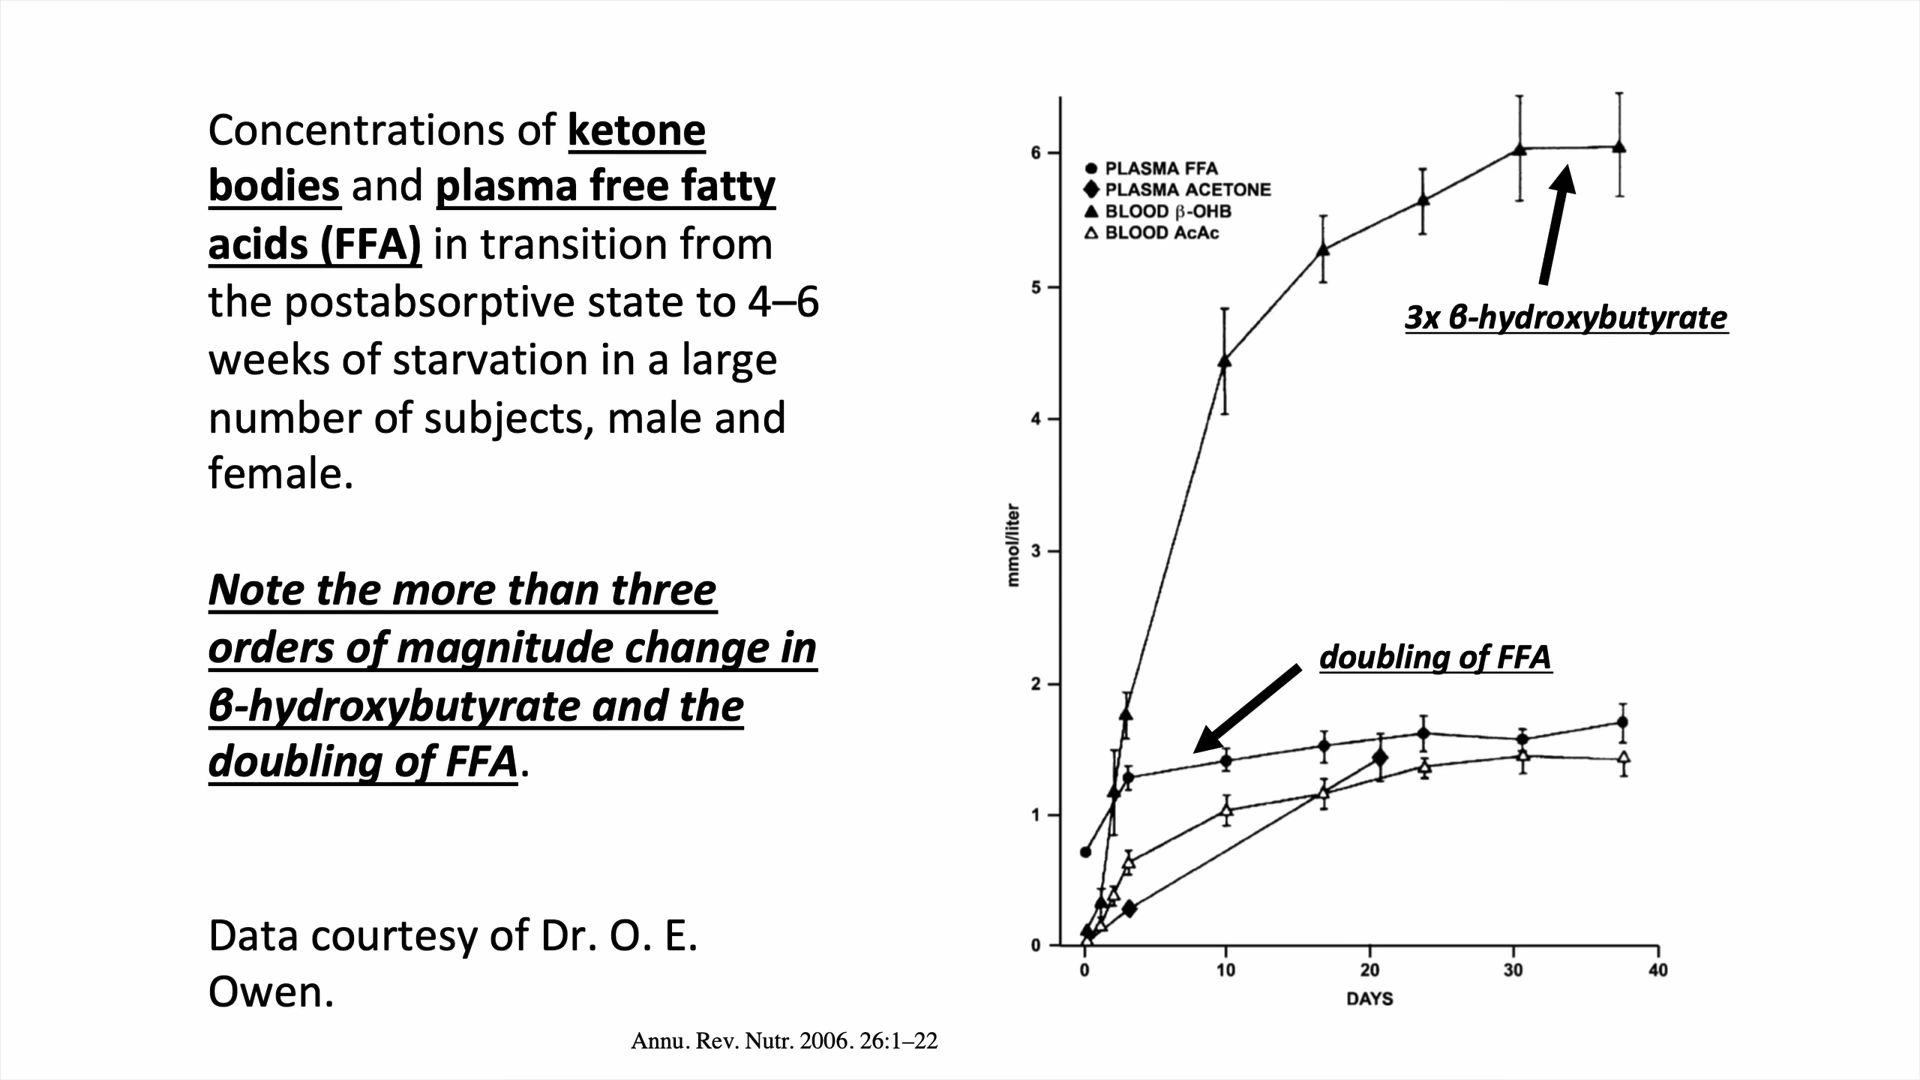 Concentrations of ketone
bodies and plasma free fatty
acids (FFA) in transition from
the postabsorptive state to 4–6
weeks of starvation in a large
number of subjects, male and
female.
Note the more than three
orders of magnitude change in
β-hydroxybutyrate and the
doubling of FFA.
Data courtesy of Dr. O. E.
Owen.
Annu. Rev. Nutr. 2006. 26:1–22
PLASMA FFA
PLASMA ACETONE
BLOOD β-OHB
BLOOD AcAc
3x β-hydroxybutyrate
doubling of FFA
mmol/liter
6
5
4
3
2
1
0
0 10 20 30 40
DAYS